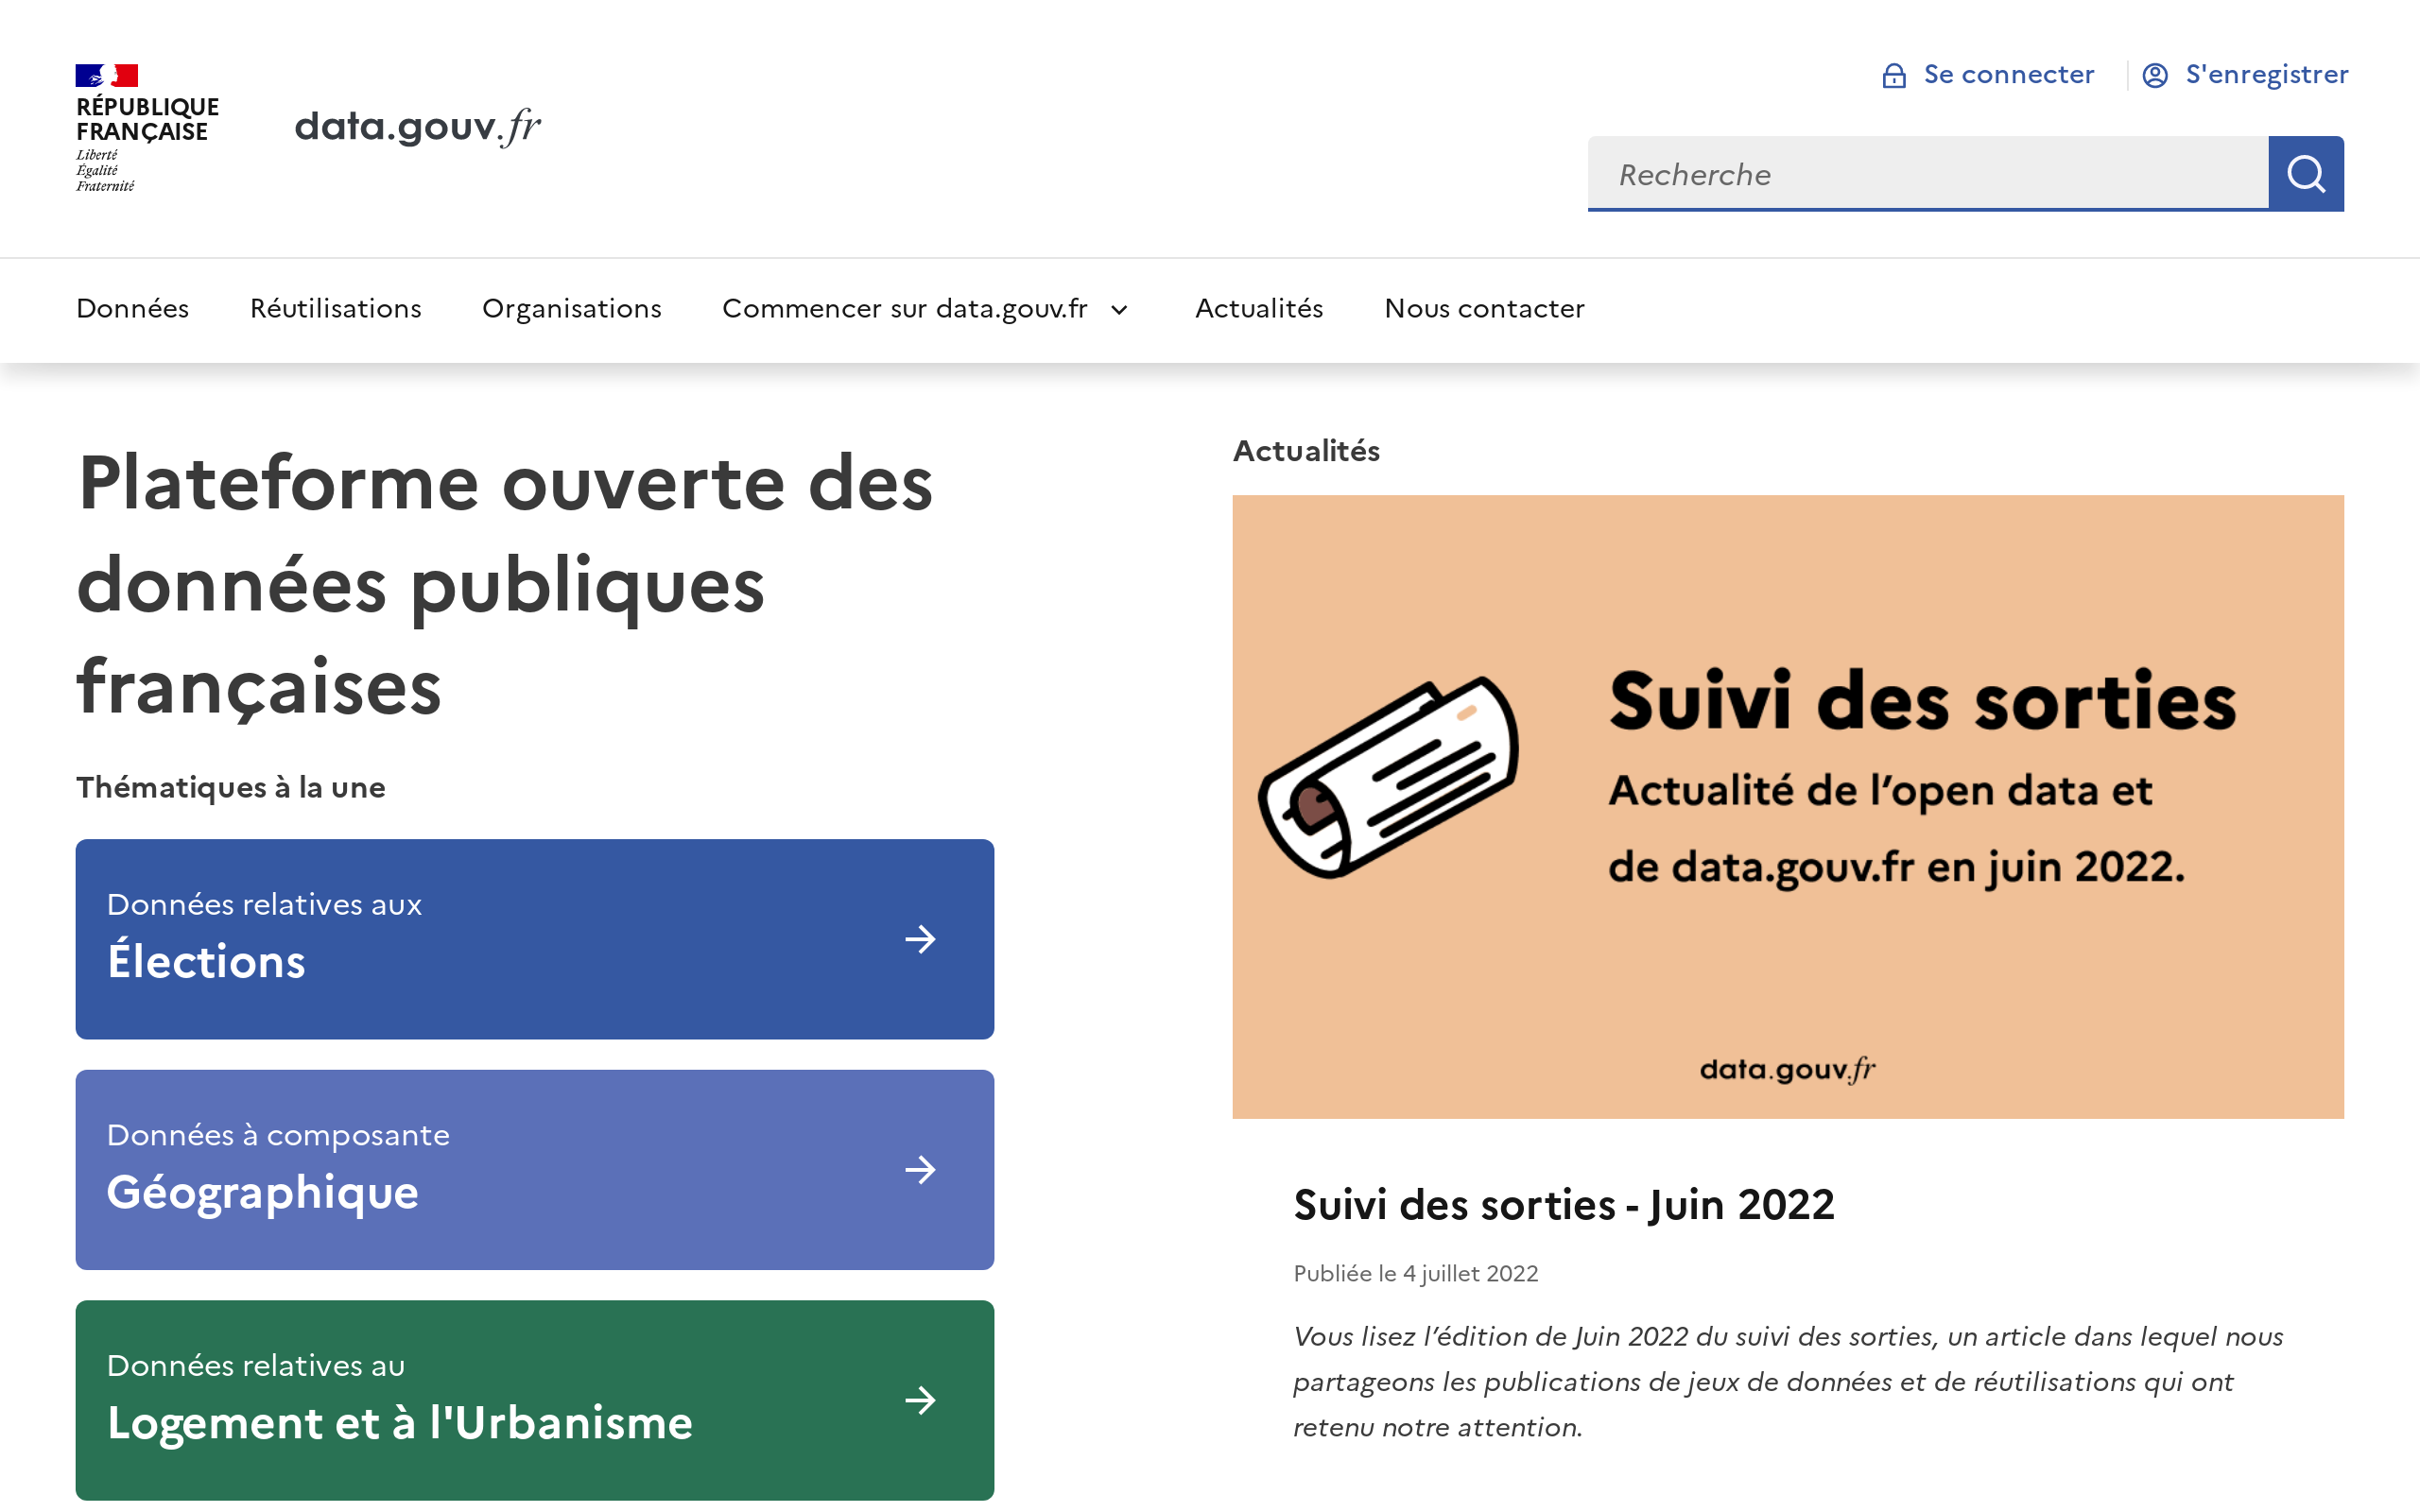 RÉPUBLIQUE
FRANÇAISE
Liberté
Égalité
Fraternité
data.gouv.fr
Se connecter
S'enregistrer
Recherche
Données
Réutilisations
Organisations
Commencer sur data.gouv.fr
Actualités
Nous contacter
Plateforme ouverte des
données publiques
françaises
Thématiques à la une
Données relatives aux
Élections
Données à composante
Géographique
Données relatives au
Logement et à l'Urbanisme
Actualités
Suivi des sorties
Actualité de l’open data et
de data.gouv.fr en juin 2022.
data.gouv.fr
Suivi des sorties - Juin 2022
Publiée le 4 juillet 2022
Vous lisez l’édition de Juin 2022 du suivi des sorties, un article dans lequel nous
partageons les publications de jeux de données et de réutilisations qui ont
retenu notre attention.